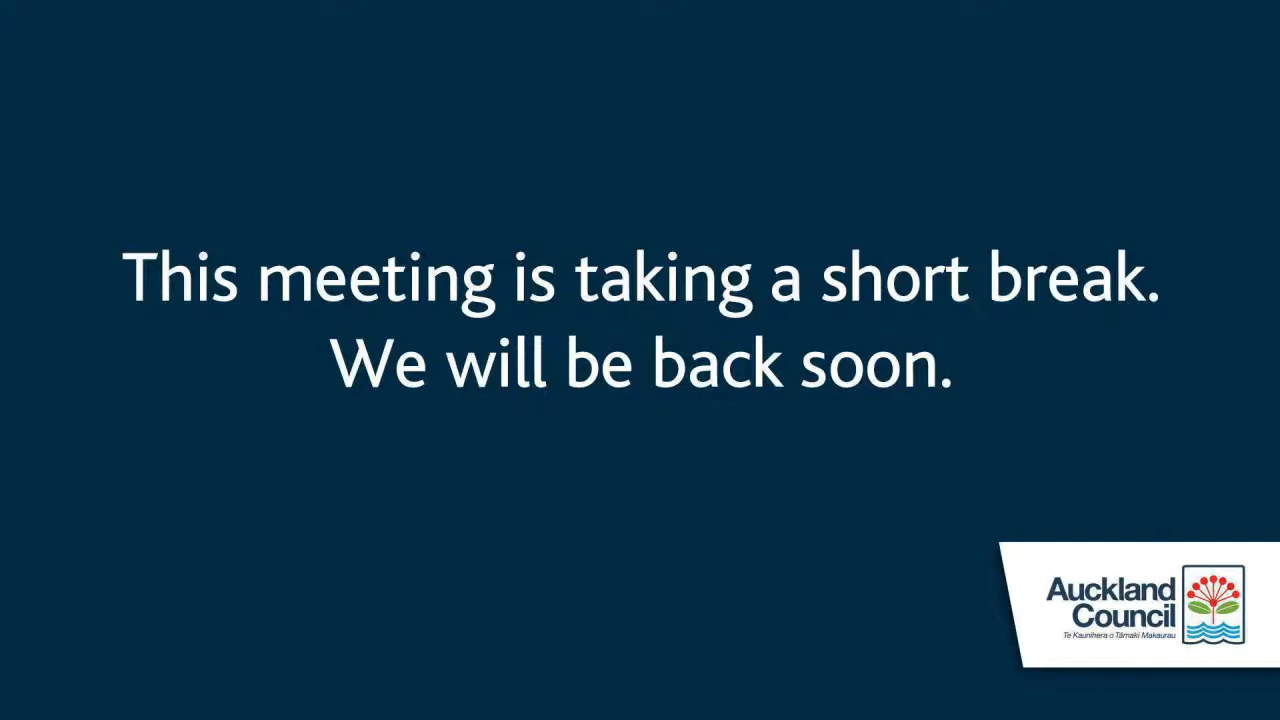 This meeting is taking a short break.
We will be back soon.
Auckland
Council
Te Kaunihera o Tāmaki Makaurau